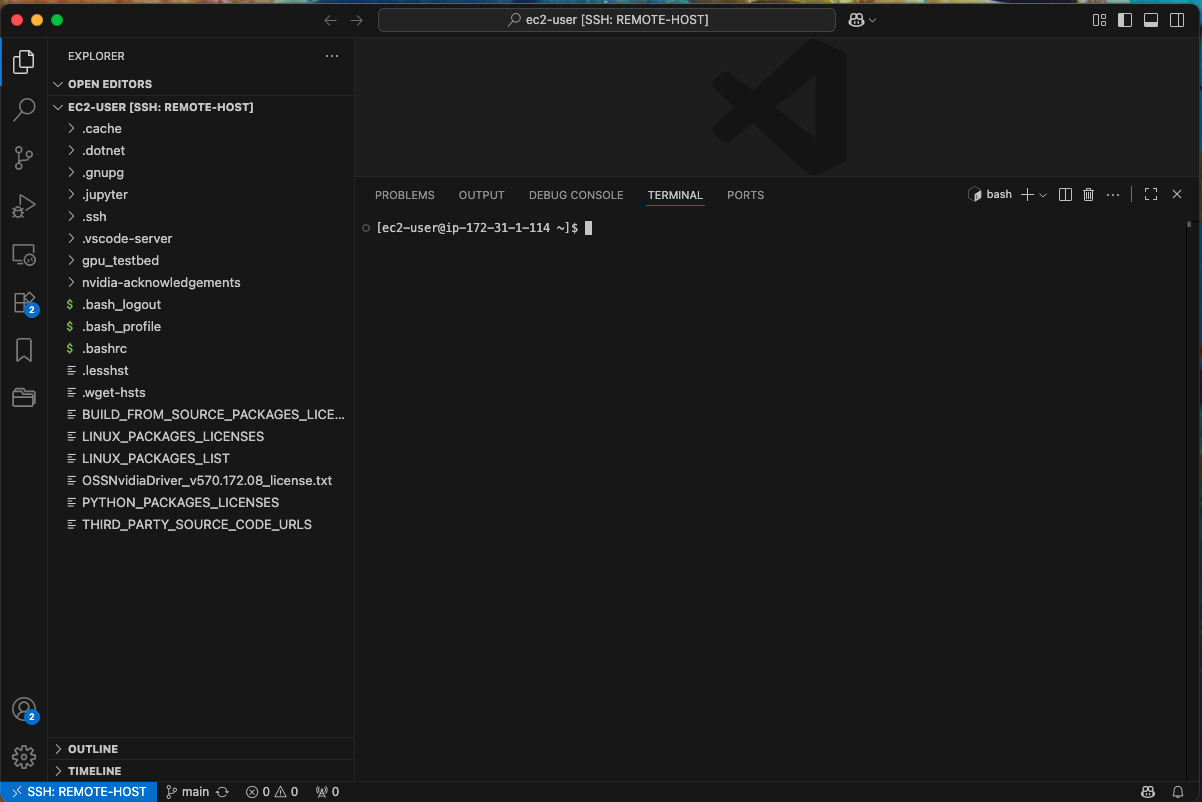 ec2-user [SSH: REMOTE-HOST]
EXPLORER
OPEN EDITORS
EC2-USER [SSH: REMOTE-HOST]
.cache
.dotnet
.gnupg
.jupyter
.ssh
.vscode-server
gpu_testbed
nvidia-acknowledgements
$ .bash_logout
$ .bash_profile
$ .bashrc
.lesshst
.wget-hsts
BUILD_FROM_SOURCE_PACKAGES_LICE...
LINUX_PACKAGES_LICENSES
LINUX_PACKAGES_LIST
OSSNvidiaDriver_v570.172.08_license.txt
PYTHON_PACKAGES_LICENSES
THIRD_PARTY_SOURCE_CODE_URLS
OUTLINE
TIMELINE
2
2
PROBLEMS OUTPUT DEBUG CONSOLE TERMINAL PORTS bash
[ec2-user@ip-172-31-1-114 ~]$
SSH: REMOTE-HOST main 0 0 0